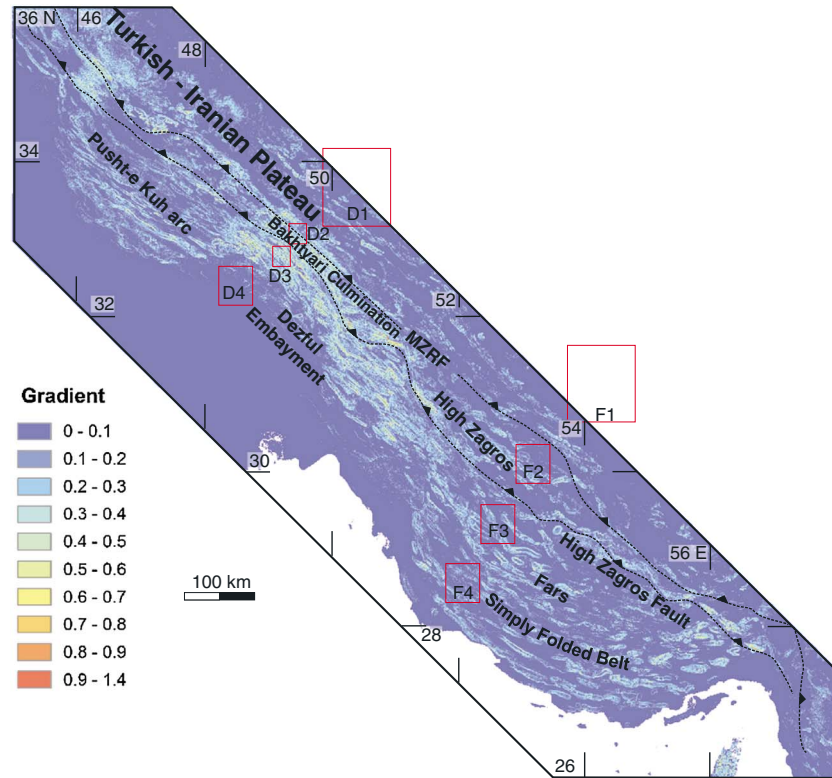 36 N
46
48
Turkish - Iranian Plateau
34
50
Pusht-e Kuh arc
D1
D2
Bakhtyari Culmination
D3
D4
52
32
MZRF
Dezful
Embayment
Gradient
0 - 0.1
0.1 - 0.2
0.2 - 0.3
0.3 - 0.4
0.4 - 0.5
0.5 - 0.6
0.6 - 0.7
0.7 - 0.8
0.8 - 0.9
0.9 - 1.4
F1
54
High Zagros
30
F2
F3
56 E
High Zagros Fault
100 km
F4
Fars
Simply Folded Belt
28
26